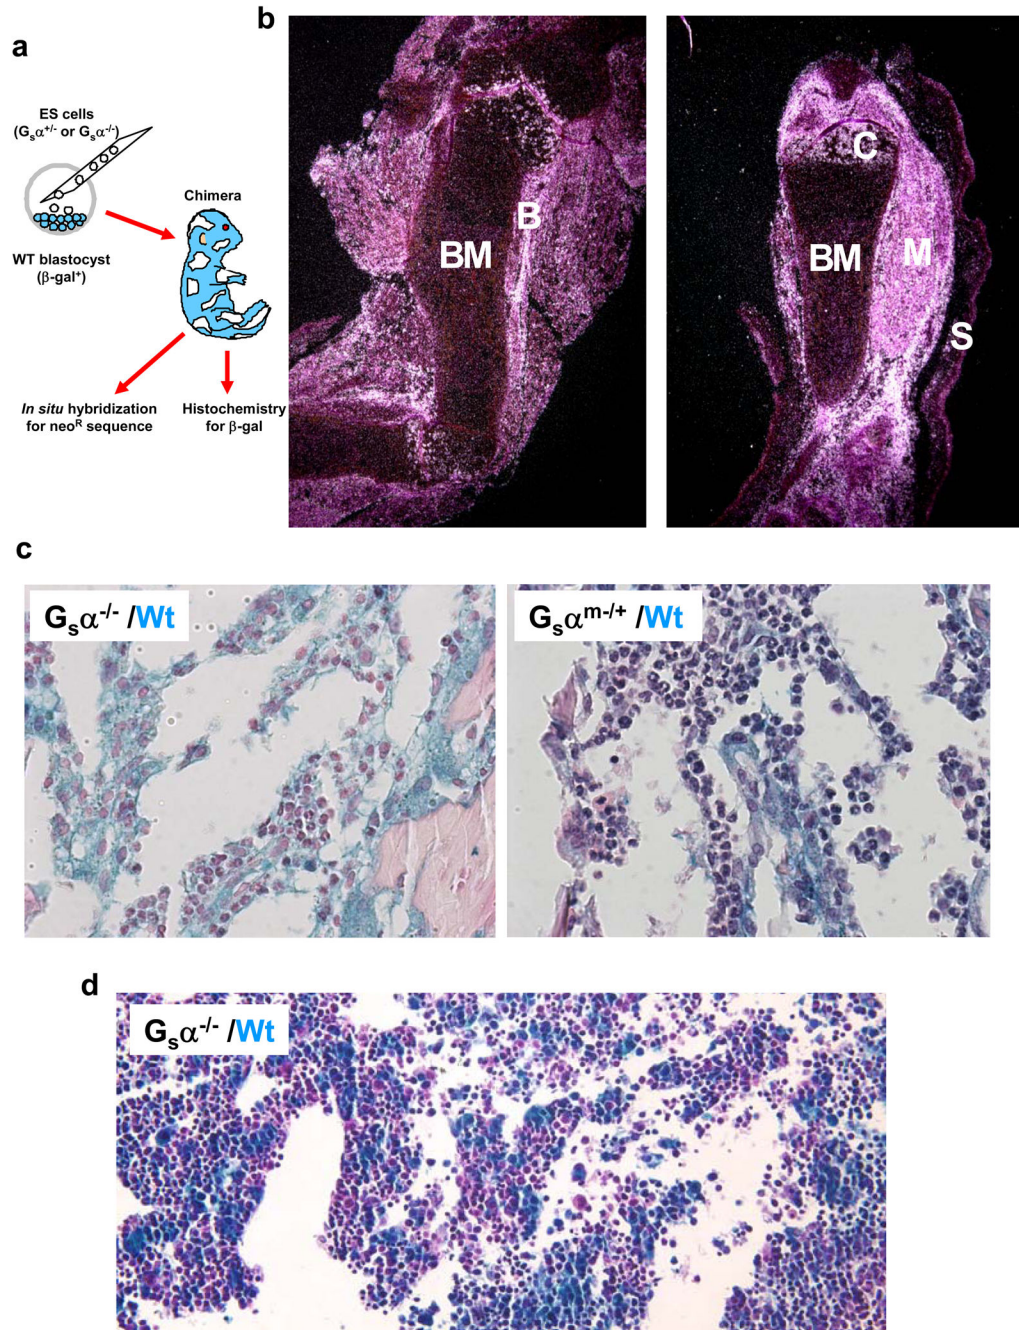 a
ES cells
(Gₛα⁺/⁻ or Gₛα⁻/⁻)
WT blastocyst
(β-gal⁺)
Chimera
In situ hybridization
for neoᴿ sequence
Histochemistry
for β-gal
b
BM
B
C
BM
M
S
c
Gₛα⁻/⁻ /Wt
Gₛαᵐ⁻/⁺ /Wt
d
Gₛα⁻/⁻ /Wt